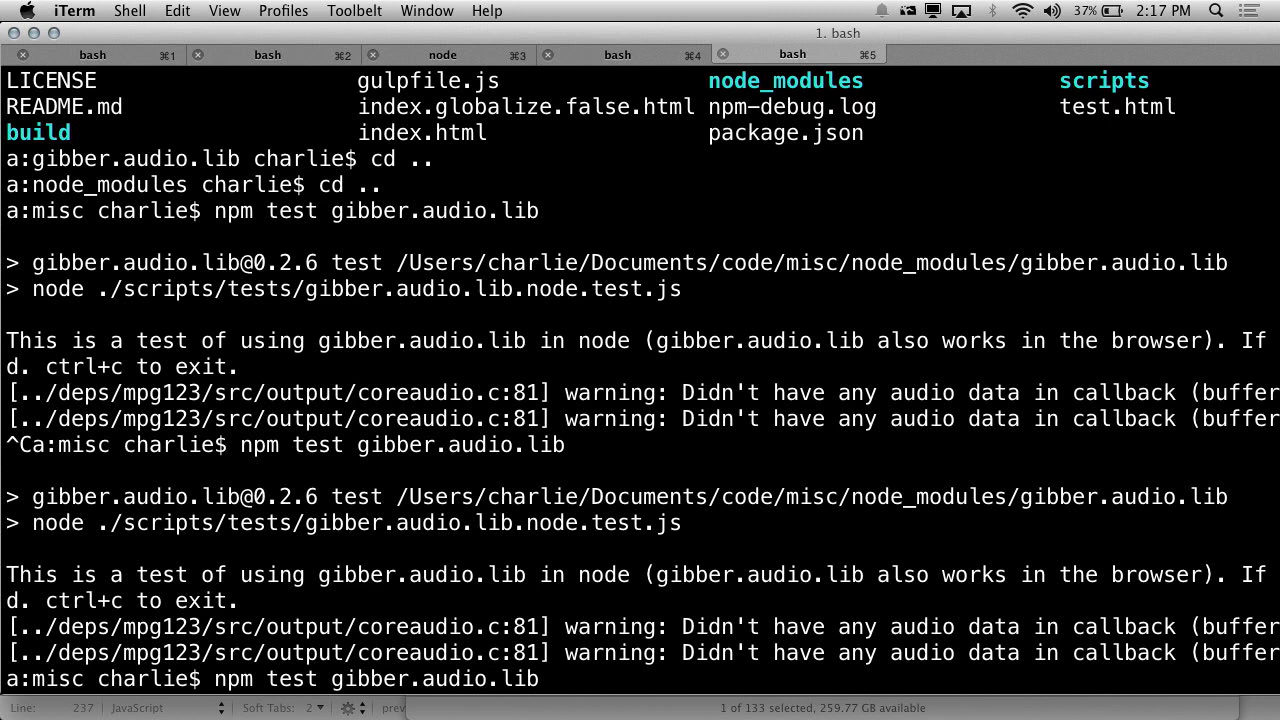 iTerm Shell Edit View Profiles Toolbelt Window Help 37% 2:17 PM
1. bash
bash ⌘1 bash ⌘2 node ⌘3 bash ⌘4 bash ⌘5
LICENSE gulpfile.js node_modules scripts
README.md index.globalize.false.html npm-debug.log test.html
build index.html package.json
a:gibber.audio.lib charlie$ cd ..
a:node_modules charlie$ cd ..
a:misc charlie$ npm test gibber.audio.lib
> gibber.audio.lib@0.2.6 test /Users/charlie/Documents/code/misc/node_modules/gibber.audio.lib
> node ./scripts/tests/gibber.audio.lib.node.test.js
This is a test of using gibber.audio.lib in node (gibber.audio.lib also works in the browser). If
d. ctrl+c to exit.
[../deps/mpg123/src/output/coreaudio.c:81] warning: Didn't have any audio data in callback (buffer
[../deps/mpg123/src/output/coreaudio.c:81] warning: Didn't have any audio data in callback (buffer
^Ca:misc charlie$ npm test gibber.audio.lib
> gibber.audio.lib@0.2.6 test /Users/charlie/Documents/code/misc/node_modules/gibber.audio.lib
> node ./scripts/tests/gibber.audio.lib.node.test.js
This is a test of using gibber.audio.lib in node (gibber.audio.lib also works in the browser). If
d. ctrl+c to exit.
[../deps/mpg123/src/output/coreaudio.c:81] warning: Didn't have any audio data in callback (buffer
[../deps/mpg123/src/output/coreaudio.c:81] warning: Didn't have any audio data in callback (buffer
a:misc charlie$ npm test gibber.audio.lib
Line: 237 JavaScript Soft Tabs: 2 prev 1 of 133 selected, 259.77 GB available